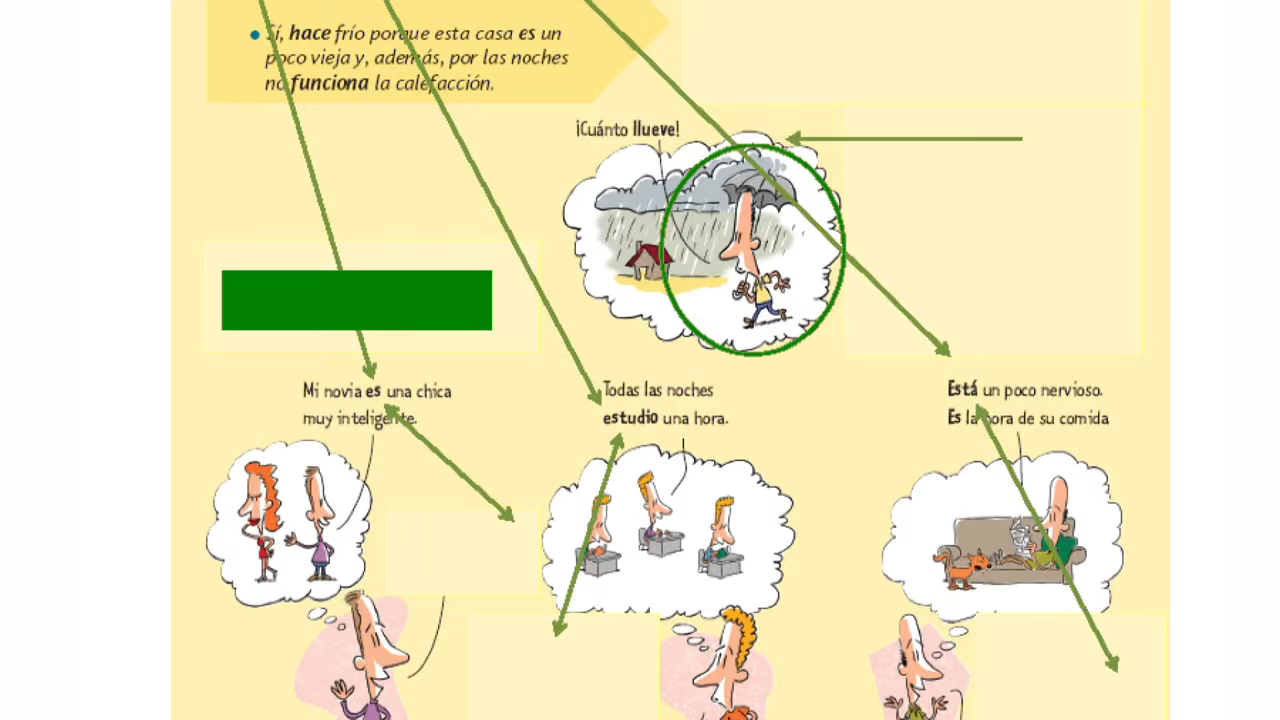 Sí, hace frío porque esta casa es un
poco vieja y, además, por las noches
no funciona la calefacción.
¡Cuánto llueve!
Mi novia es una chica
muy inteligente.
Todas las noches
estudio una hora.
Está un poco nervioso.
Es la hora de su comida